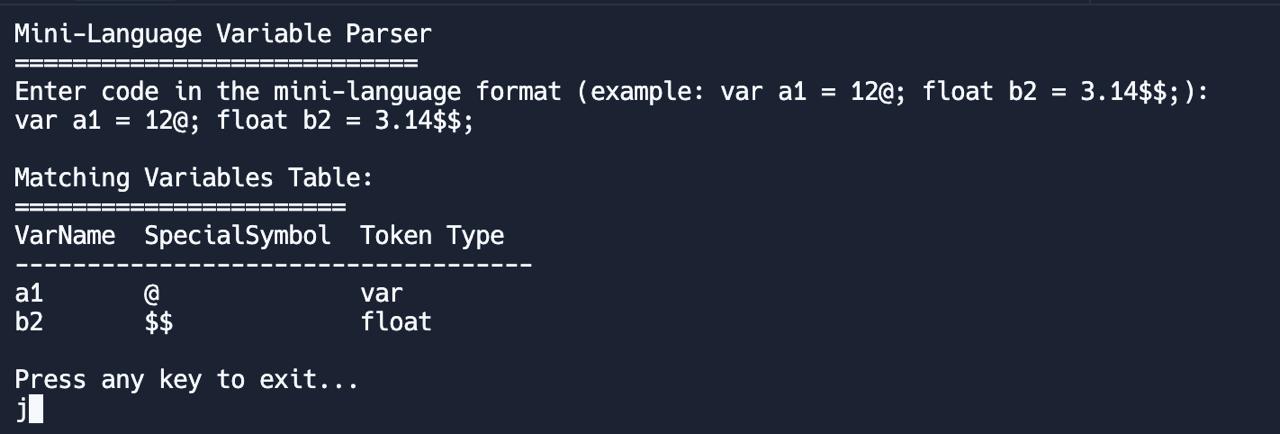 Mini-Language Variable Parser
============================
Enter code in the mini-language format (example: var a1 = 12@; float b2 = 3.14$$;):
var a1 = 12@; float b2 = 3.14$$;
Matching Variables Table:
=======================
VarName  SpecialSymbol  Token Type
------------------------------------
a1       @              var
b2       $$             float
Press any key to exit...
j